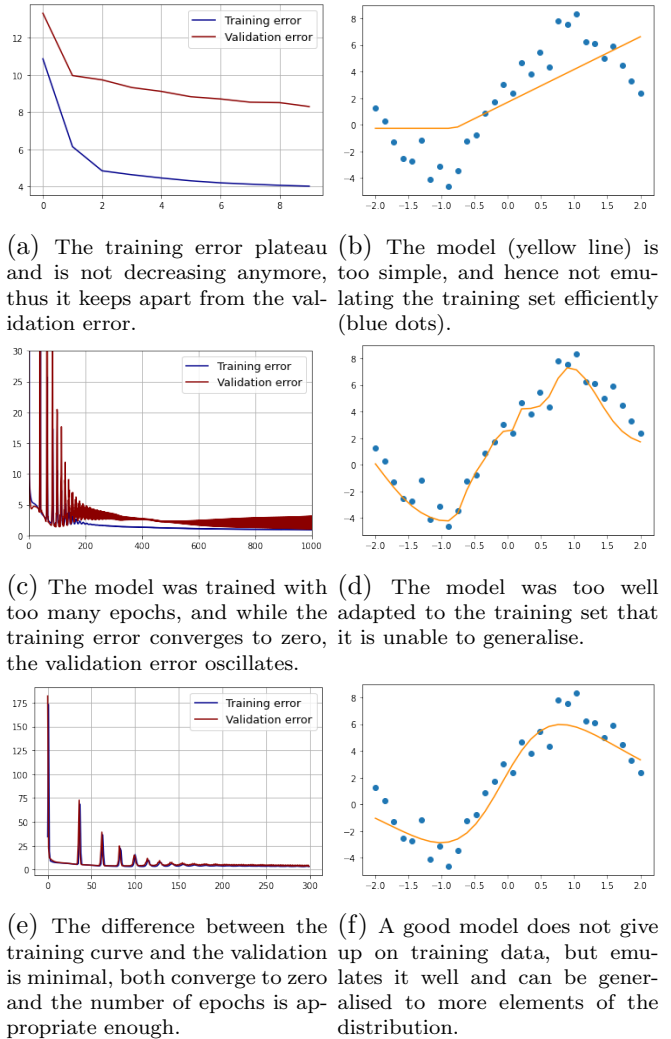 Training error
Validation error
12
10
8
6
4
0
2
4
6
8
8
6
4
2
0
−2
−4
−2.0
−1.5
−1.0
−0.5
0.0
0.5
1.0
1.5
2.0
(a) The training error plateau
and is not decreasing anymore,
thus it keeps apart from the val-
idation error.
(b) The model (yellow line) is
too simple, and hence not emu-
lating the training set efficiently
(blue dots).
Training error
Validation error
30
25
20
15
10
5
0
0
200
400
600
800
1000
8
6
4
2
0
−2
−4
−2.0
−1.5
−1.0
−0.5
0.0
0.5
1.0
1.5
2.0
(c) The model was trained with
too many epochs, and while the
training error converges to zero,
the validation error oscillates.
(d) The model was too well
adapted to the training set that
it is unable to generalise.
Training error
Validation error
175
150
125
100
75
50
25
0
0
50
100
150
200
250
300
8
6
4
2
0
−2
−4
−2.0
−1.5
−1.0
−0.5
0.0
0.5
1.0
1.5
2.0
(e) The difference between the
training curve and the validation
is minimal, both converge to zero
and the number of epochs is ap-
propriate enough.
(f) A good model does not give
up on training data, but emu-
lates it well and can be gener-
alised to more elements of the
distribution.